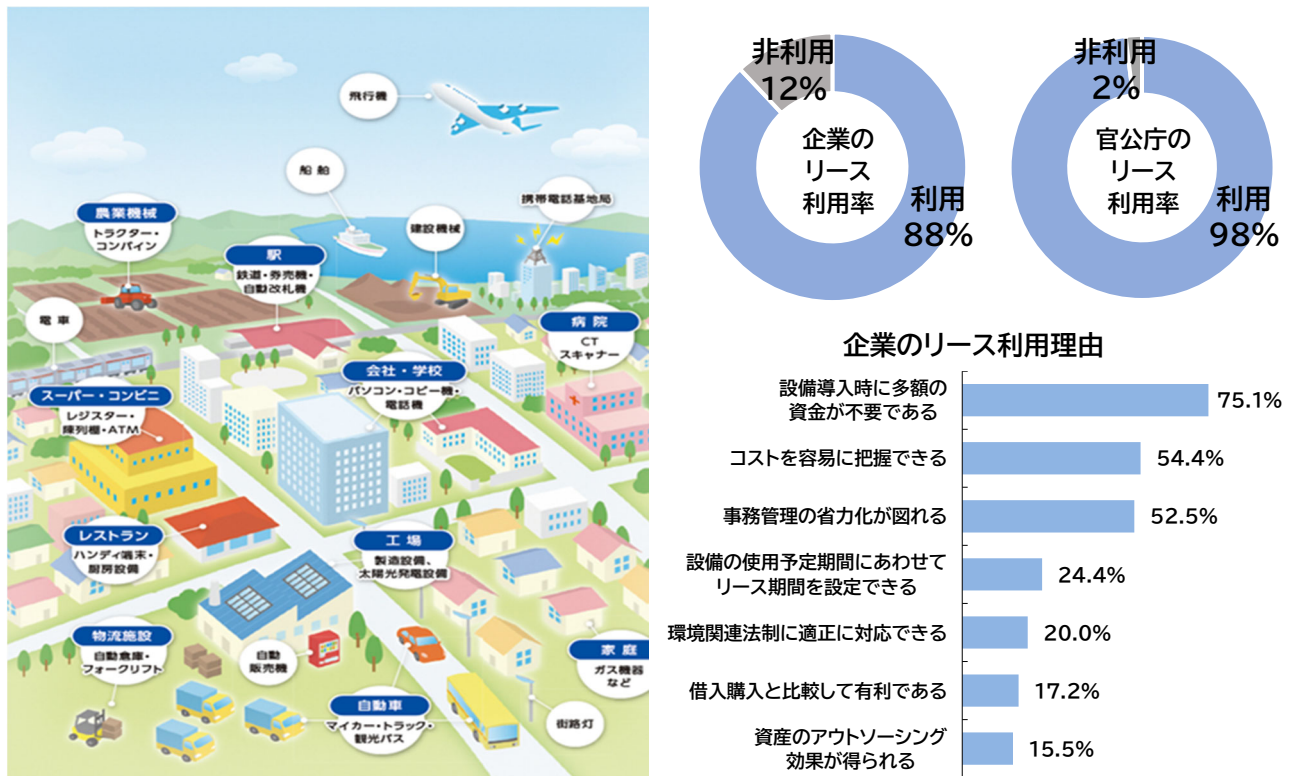 飛行機
船舶
携帯電話基地局
農業機械
トラクター・
コンバイン
建設機械
駅
鉄道・券売機・
自動改札機
電車
病院
CT
スキャナー
会社・学校
パソコン・コピー機・
電話機
スーパー・コンビニ
レジスター・
陳列棚・ATM
レストラン
ハンディ端末・
厨房設備
工場
製造設備、
太陽光発電設備
物流施設
自動倉庫・
フォークリフト
自動
販売機
家庭
ガス機器
など
自動車
マイカー・トラック・
観光バス
街路灯
非利用
12%
企業の
リース
利用率
利用
88%
非利用
2%
官公庁の
リース
利用率
利用
98%
企業のリース利用理由
設備導入時に多額の
資金が不要である
75.1%
コストを容易に把握できる
54.4%
事務管理の省力化が図れる
52.5%
設備の使用予定期間にあわせて
リース期間を設定できる
24.4%
環境関連法制に適正に対応できる
20.0%
借入購入と比較して有利である
17.2%
資産のアウトソーシング
効果が得られる
15.5%